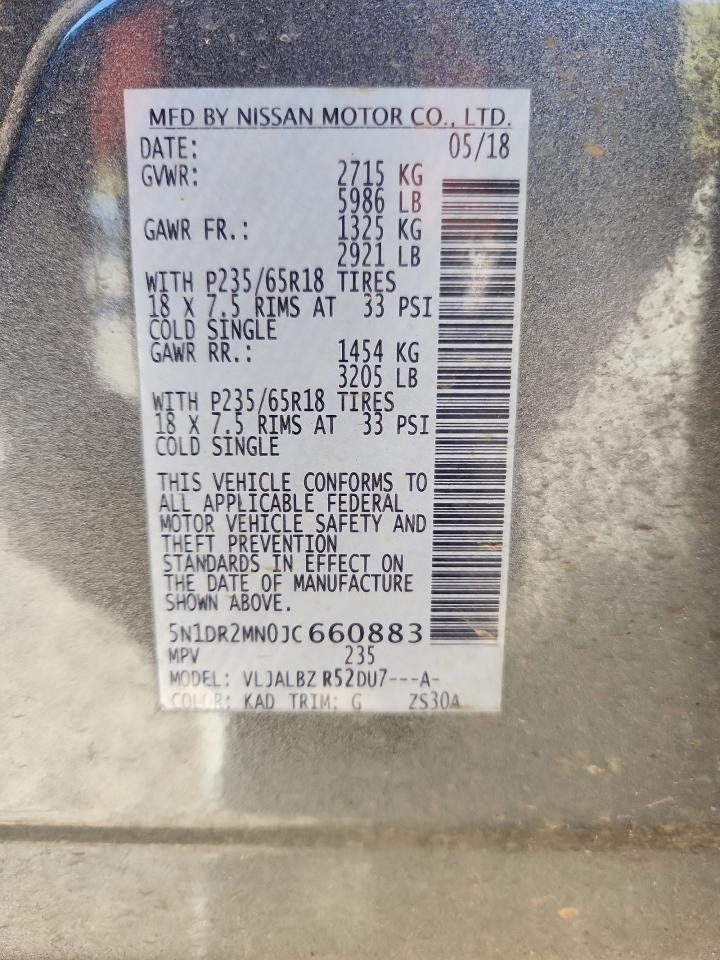 MFD BY NISSAN MOTOR CO., LTD.
DATE: 05/18
GVWR: 2715 KG
5986 LB
GAWR FR.: 1325 KG
2921 LB
WITH P235/65R18 TIRES
18 X 7.5 RIMS AT 33 PSI
COLD SINGLE
GAWR RR.: 1454 KG
3205 LB
WITH P235/65R18 TIRES
18 X 7.5 RIMS AT 33 PSI
COLD SINGLE
THIS VEHICLE CONFORMS TO
ALL APPLICABLE FEDERAL
MOTOR VEHICLE SAFETY AND
THEFT PREVENTION
STANDARDS IN EFFECT ON
THE DATE OF MANUFACTURE
SHOWN ABOVE.
5N1DR2MN0JC660883
MPV 235
MODEL: VLJALBZ R52DU7---A-
COLOR: KAD TRIM: G ZS30A